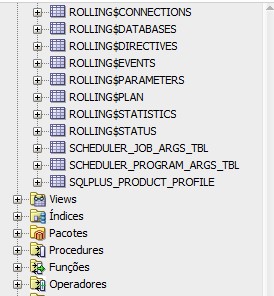 ROLLING$CONNECTIONS
ROLLING$DATABASES
ROLLING$DIRECTIVES
ROLLING$EVENTS
ROLLING$PARAMETERS
ROLLING$PLAN
ROLLING$STATISTICS
ROLLING$STATUS
SCHEDULER_JOB_ARGS_TBL
SCHEDULER_PROGRAM_ARGS_TBL
SQLPLUS_PRODUCT_PROFILE
Views
Índices
Pacotes
Procedures
Funções
Operadores